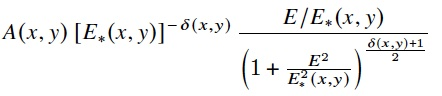 A(x, y) [E_*(x, y)]^{-δ(x,y)} \frac{E/E_*(x, y)}{\left(1 + \frac{E^2}{E_*^2(x,y)}\right)^{\frac{δ(x,y)+1}{2}}}